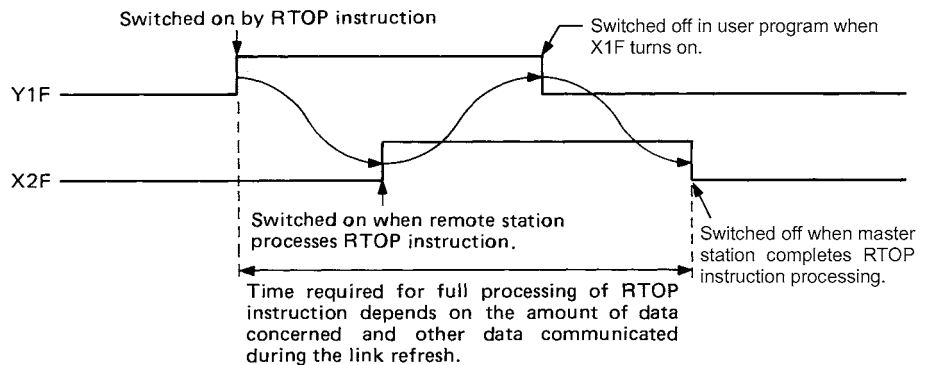 Switched on by RTOP instruction
Switched off in user program when
X1F turns on.
Y1F
X2F
Switched on when remote station
processes RTOP instruction.
Switched off when master
station completes RTOP
instruction processing.
Time required for full processing of RTOP
instruction depends on the amount of data
concerned and other data communicated
during the link refresh.